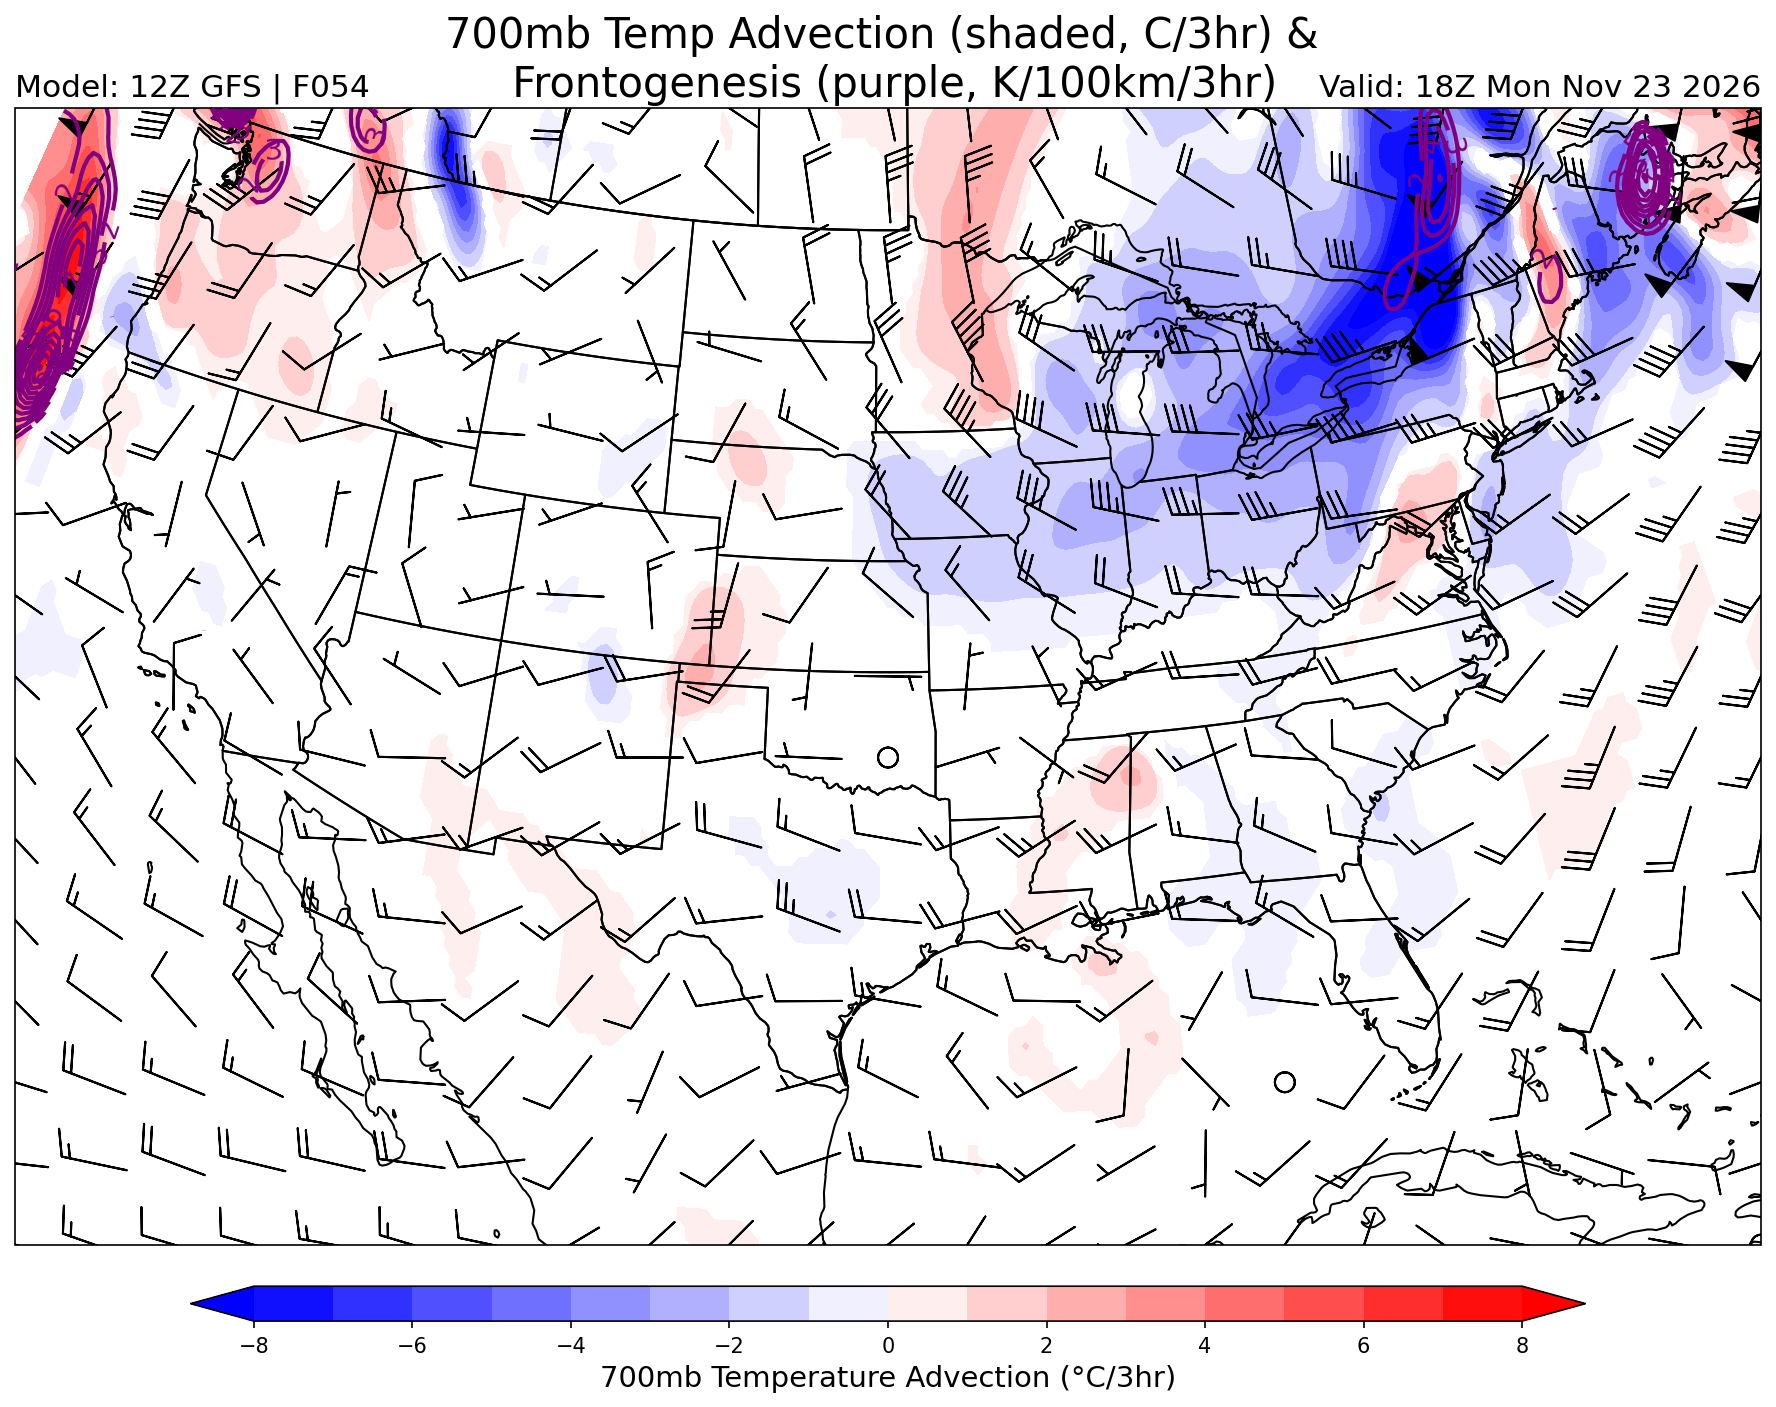 700mb Temp Advection (shaded, C/3hr) &
Model: 12Z GFS | F054 Frontogenesis (purple, K/100km/3hr) Valid: 18Z Mon Nov 23 2026
−8 −6 −4 −2 0 2 4 6 8
700mb Temperature Advection (°C/3hr)